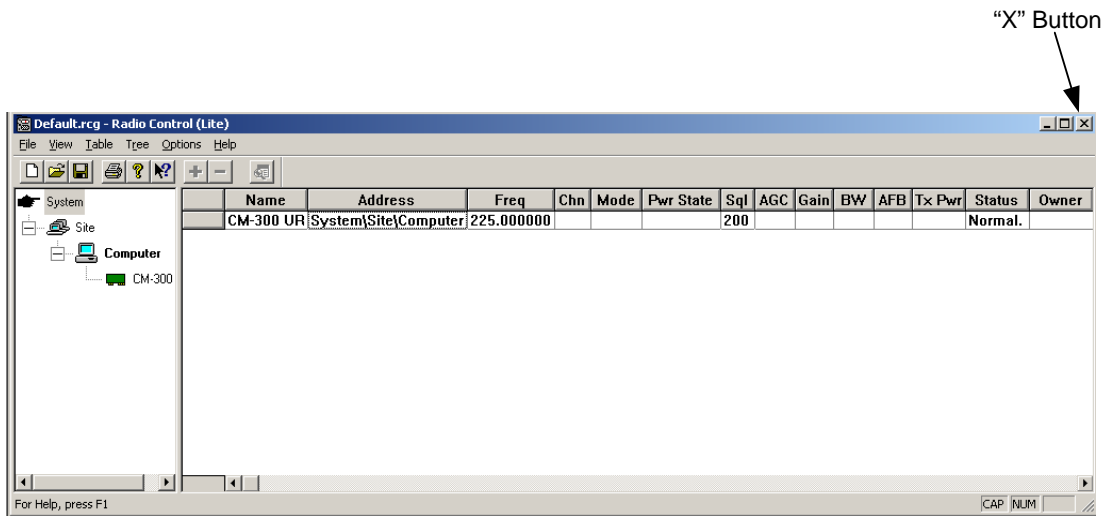 “X” Button
Default.rcg - Radio Control (Lite)
File View Table Tree Options Help
System
Site
Computer
CM-300
Name Address Freq Chn Mode Pwr State Sql AGC Gain BW AFB Tx Pwr Status Owner
CM-300 UR System\Site\Computer 225.000000 200 Normal.
For Help, press F1
CAP NUM